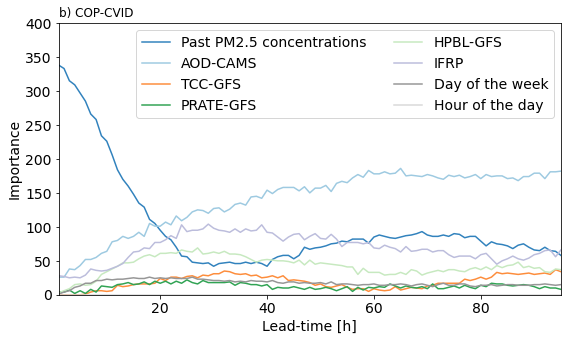 b) COP-CVID
400
350
300
250
200
150
100
50
0
Importance
Past PM2.5 concentrations
AOD-CAMS
TCC-GFS
PRATE-GFS
HPBL-GFS
IFRP
Day of the week
Hour of the day
20
40
60
80
Lead-time [h]